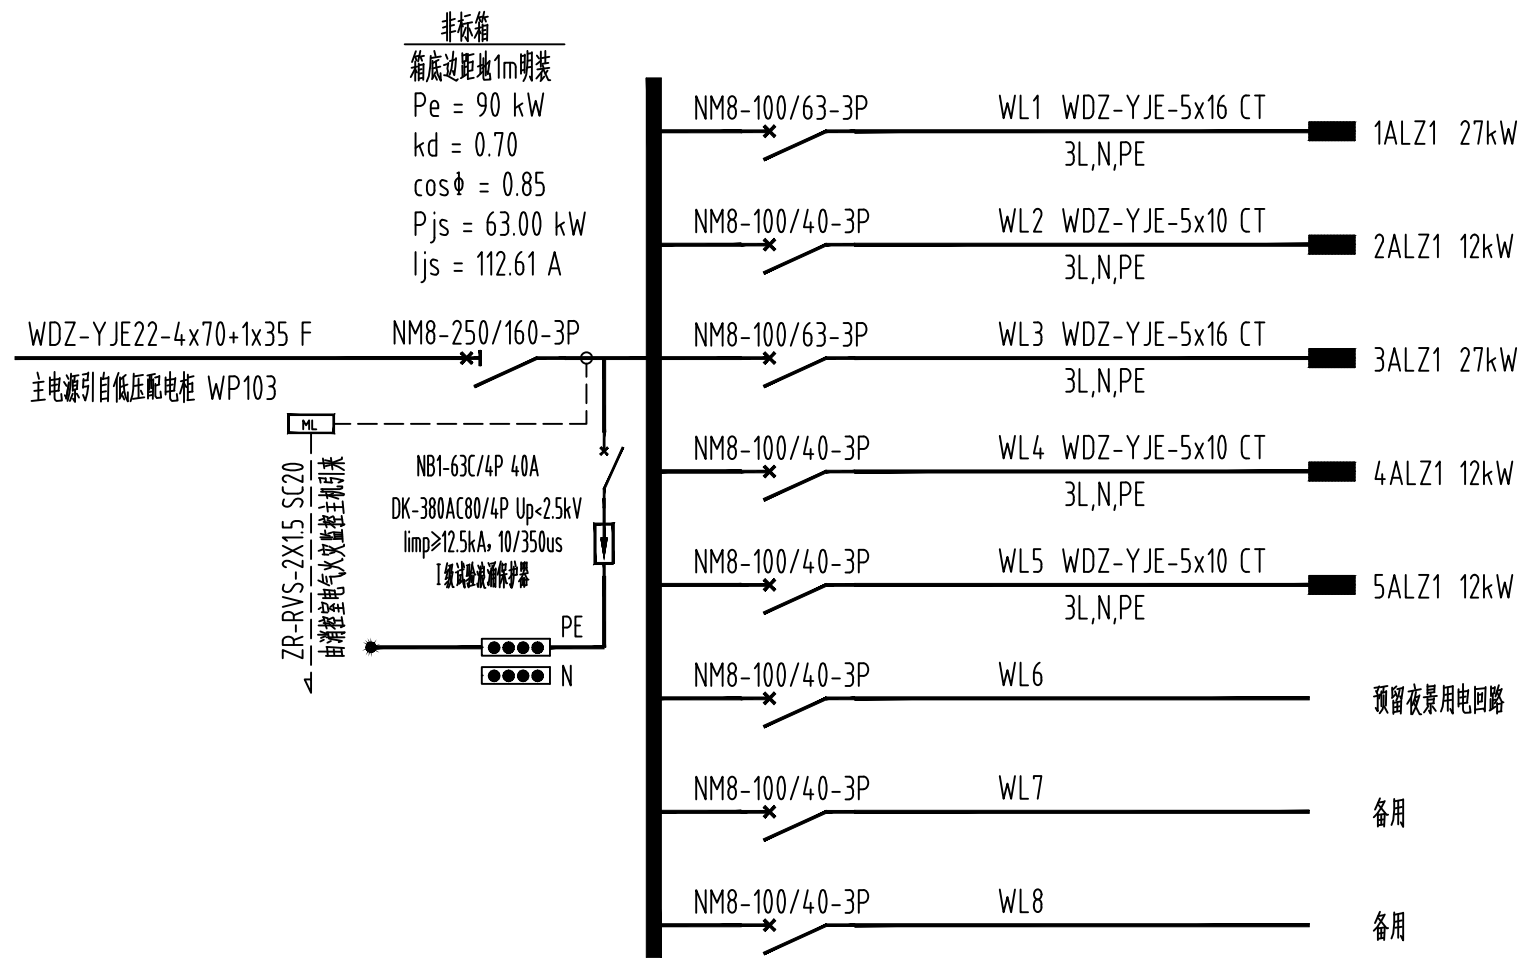 非标箱
箱底边距地1m明装
Pe = 90 kW
kd = 0.70
cosΦ = 0.85
Pjs = 63.00 kW
Ijs = 112.61 A
WDZ-YJE22-4x70+1x35 F
NM8-250/160-3P
主电源引自低压配电柜 WP103
ML
ZR-RVS-2X1.5 SC20
由消控室电气火灾监控主机引来
NB1-63C/4P 40A
DK-380AC80/4P Up<2.5kV
Iimp≥12.5kA, 10/350us
I级试验浪涌保护器
PE
N
NM8-100/63-3P WL1 WDZ-YJE-5x16 CT
3L,N,PE
1ALZ1 27kW
NM8-100/40-3P WL2 WDZ-YJE-5x10 CT
3L,N,PE
2ALZ1 12kW
NM8-100/63-3P WL3 WDZ-YJE-5x16 CT
3L,N,PE
3ALZ1 27kW
NM8-100/40-3P WL4 WDZ-YJE-5x10 CT
3L,N,PE
4ALZ1 12kW
NM8-100/40-3P WL5 WDZ-YJE-5x10 CT
3L,N,PE
5ALZ1 12kW
NM8-100/40-3P WL6
预留夜景用电回路
NM8-100/40-3P WL7
备用
NM8-100/40-3P WL8
备用